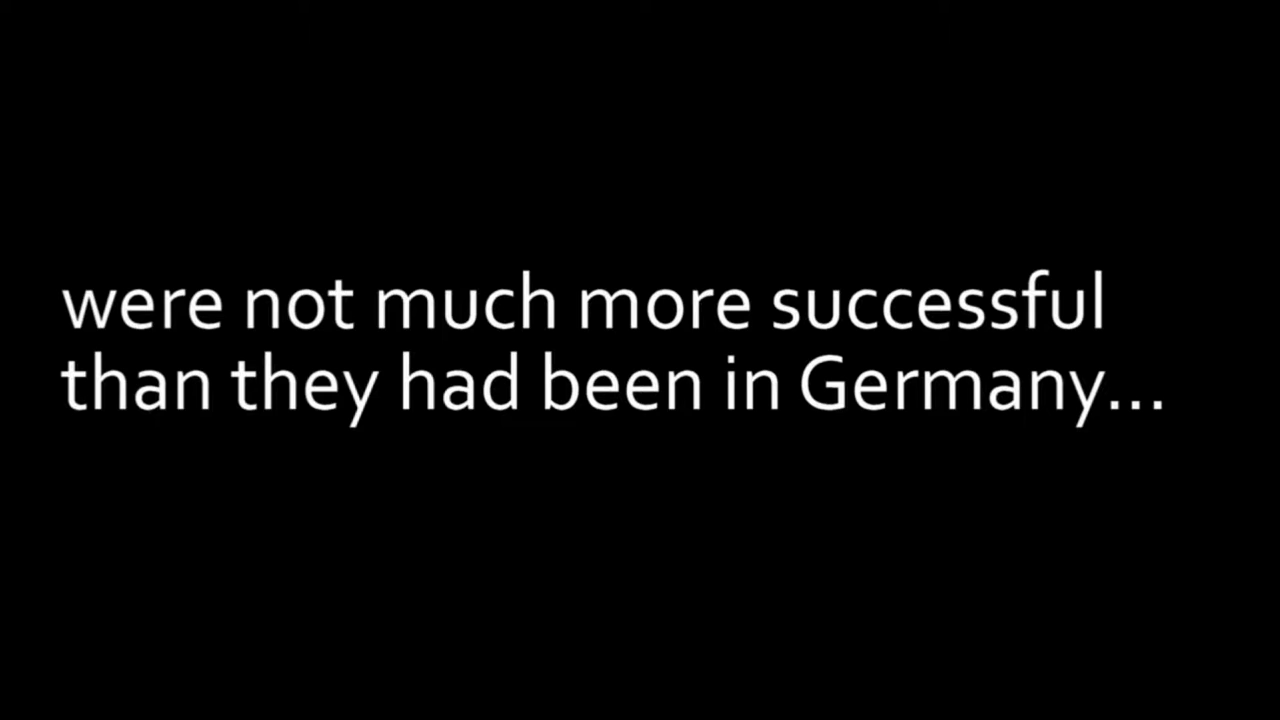 were not much more successful
than they had been in Germany...